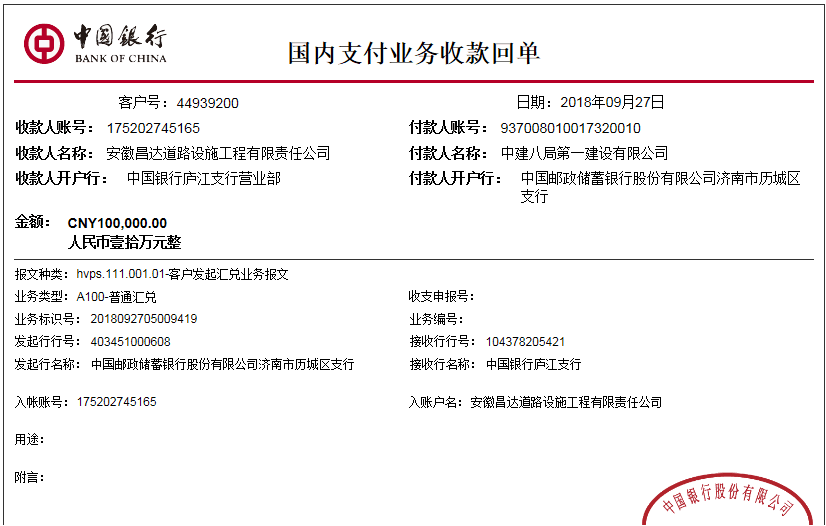 中国银行
BANK OF CHINA
国内支付业务收款回单
客户号：44939200 日期：2018年09月27日
收款人账号：175202745165 付款人账号：937008010017320010
收款人名称：安徽昌达道路设施工程有限责任公司 付款人名称：中建八局第一建设有限公司
收款人开户行：中国银行庐江支行营业部 付款人开户行：中国邮政储蓄银行股份有限公司济南市历城区
支行
金额：CNY100,000.00
人民币壹拾万元整
报文种类：hvps.111.001.01-客户发起汇兑业务报文
业务类型：A100-普通汇兑 收支申报号：
业务标识号：2018092705009419 业务编号：
发起行行号：403451000608 接收行行号：104378205421
发起行名称：中国邮政储蓄银行股份有限公司济南市历城区支行 接收行名称：中国银行庐江支行
入帐账号：175202745165 入账户名：安徽昌达道路设施工程有限责任公司
用途：
附言：
中国银行股份有限公司